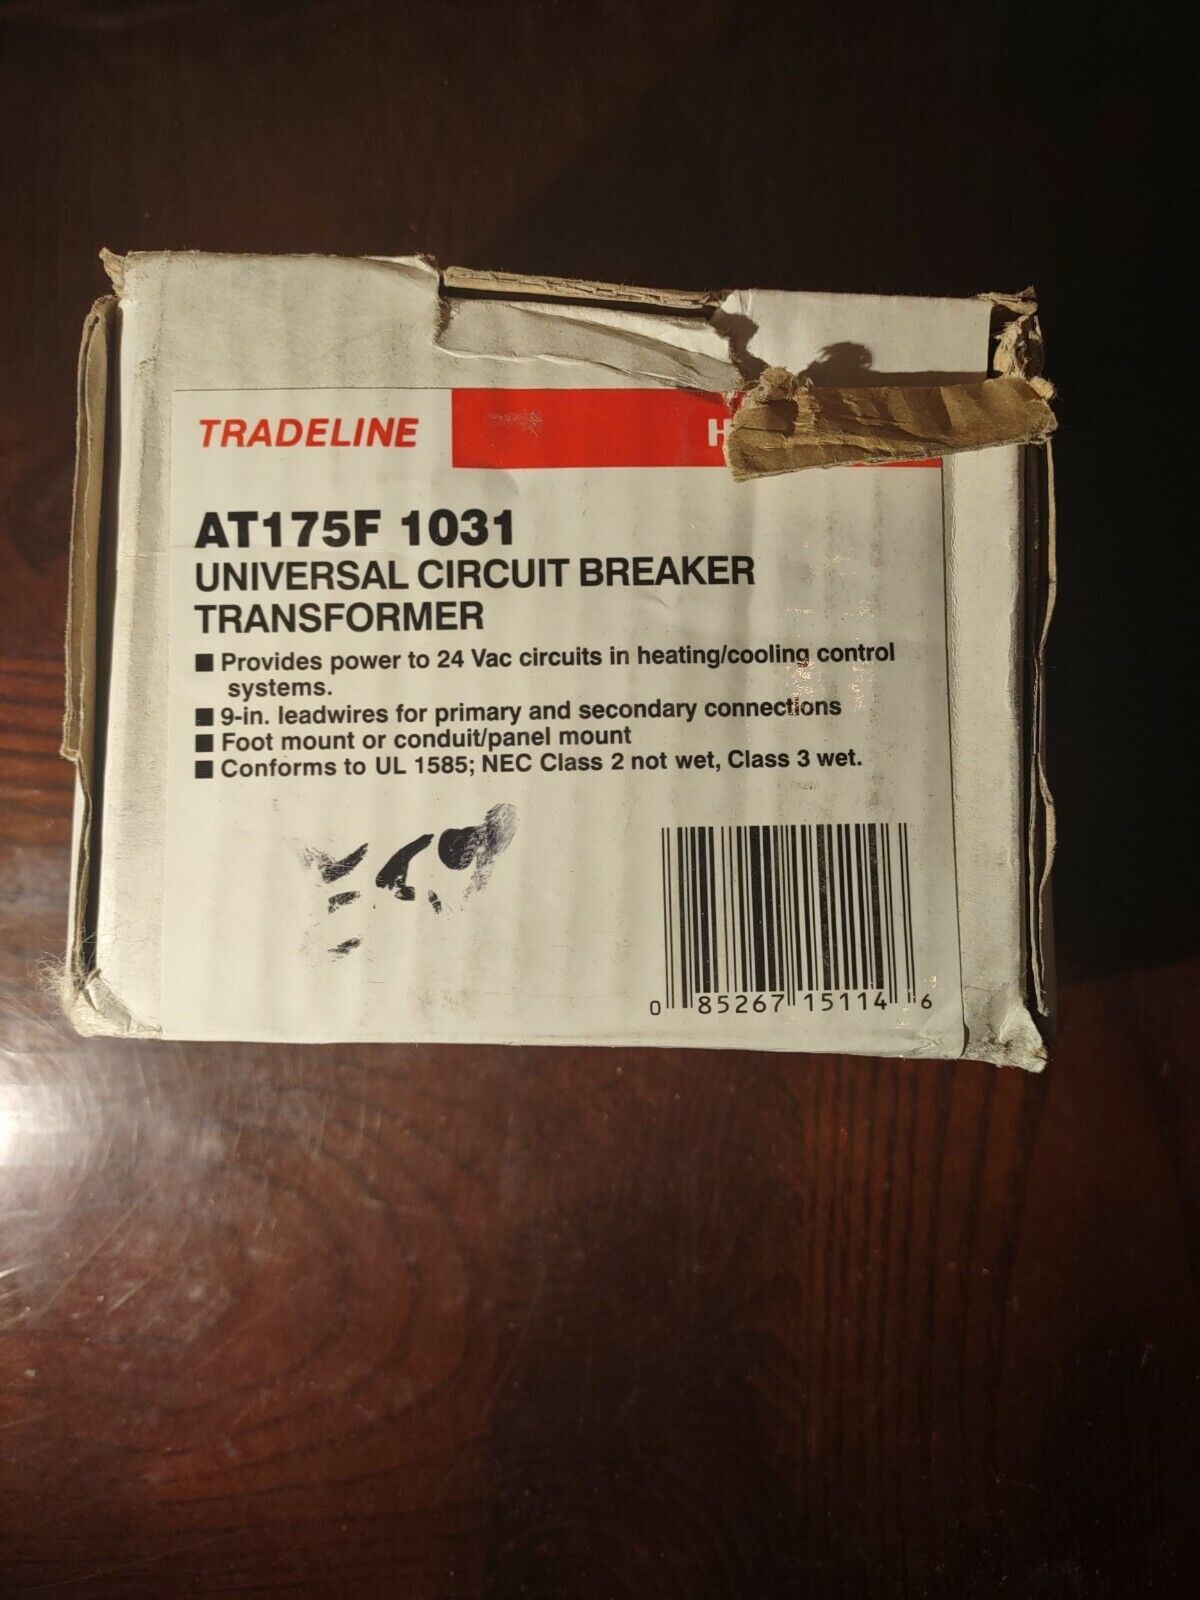 TRADELINE
AT175F 1031
UNIVERSAL CIRCUIT BREAKER
TRANSFORMER
■ Provides power to 24 Vac circuits in heating/cooling control
systems.
■ 9-in. leadwires for primary and secondary connections
■ Foot mount or conduit/panel mount
■ Conforms to UL 1585; NEC Class 2 not wet, Class 3 wet.
0 85267 15114 6